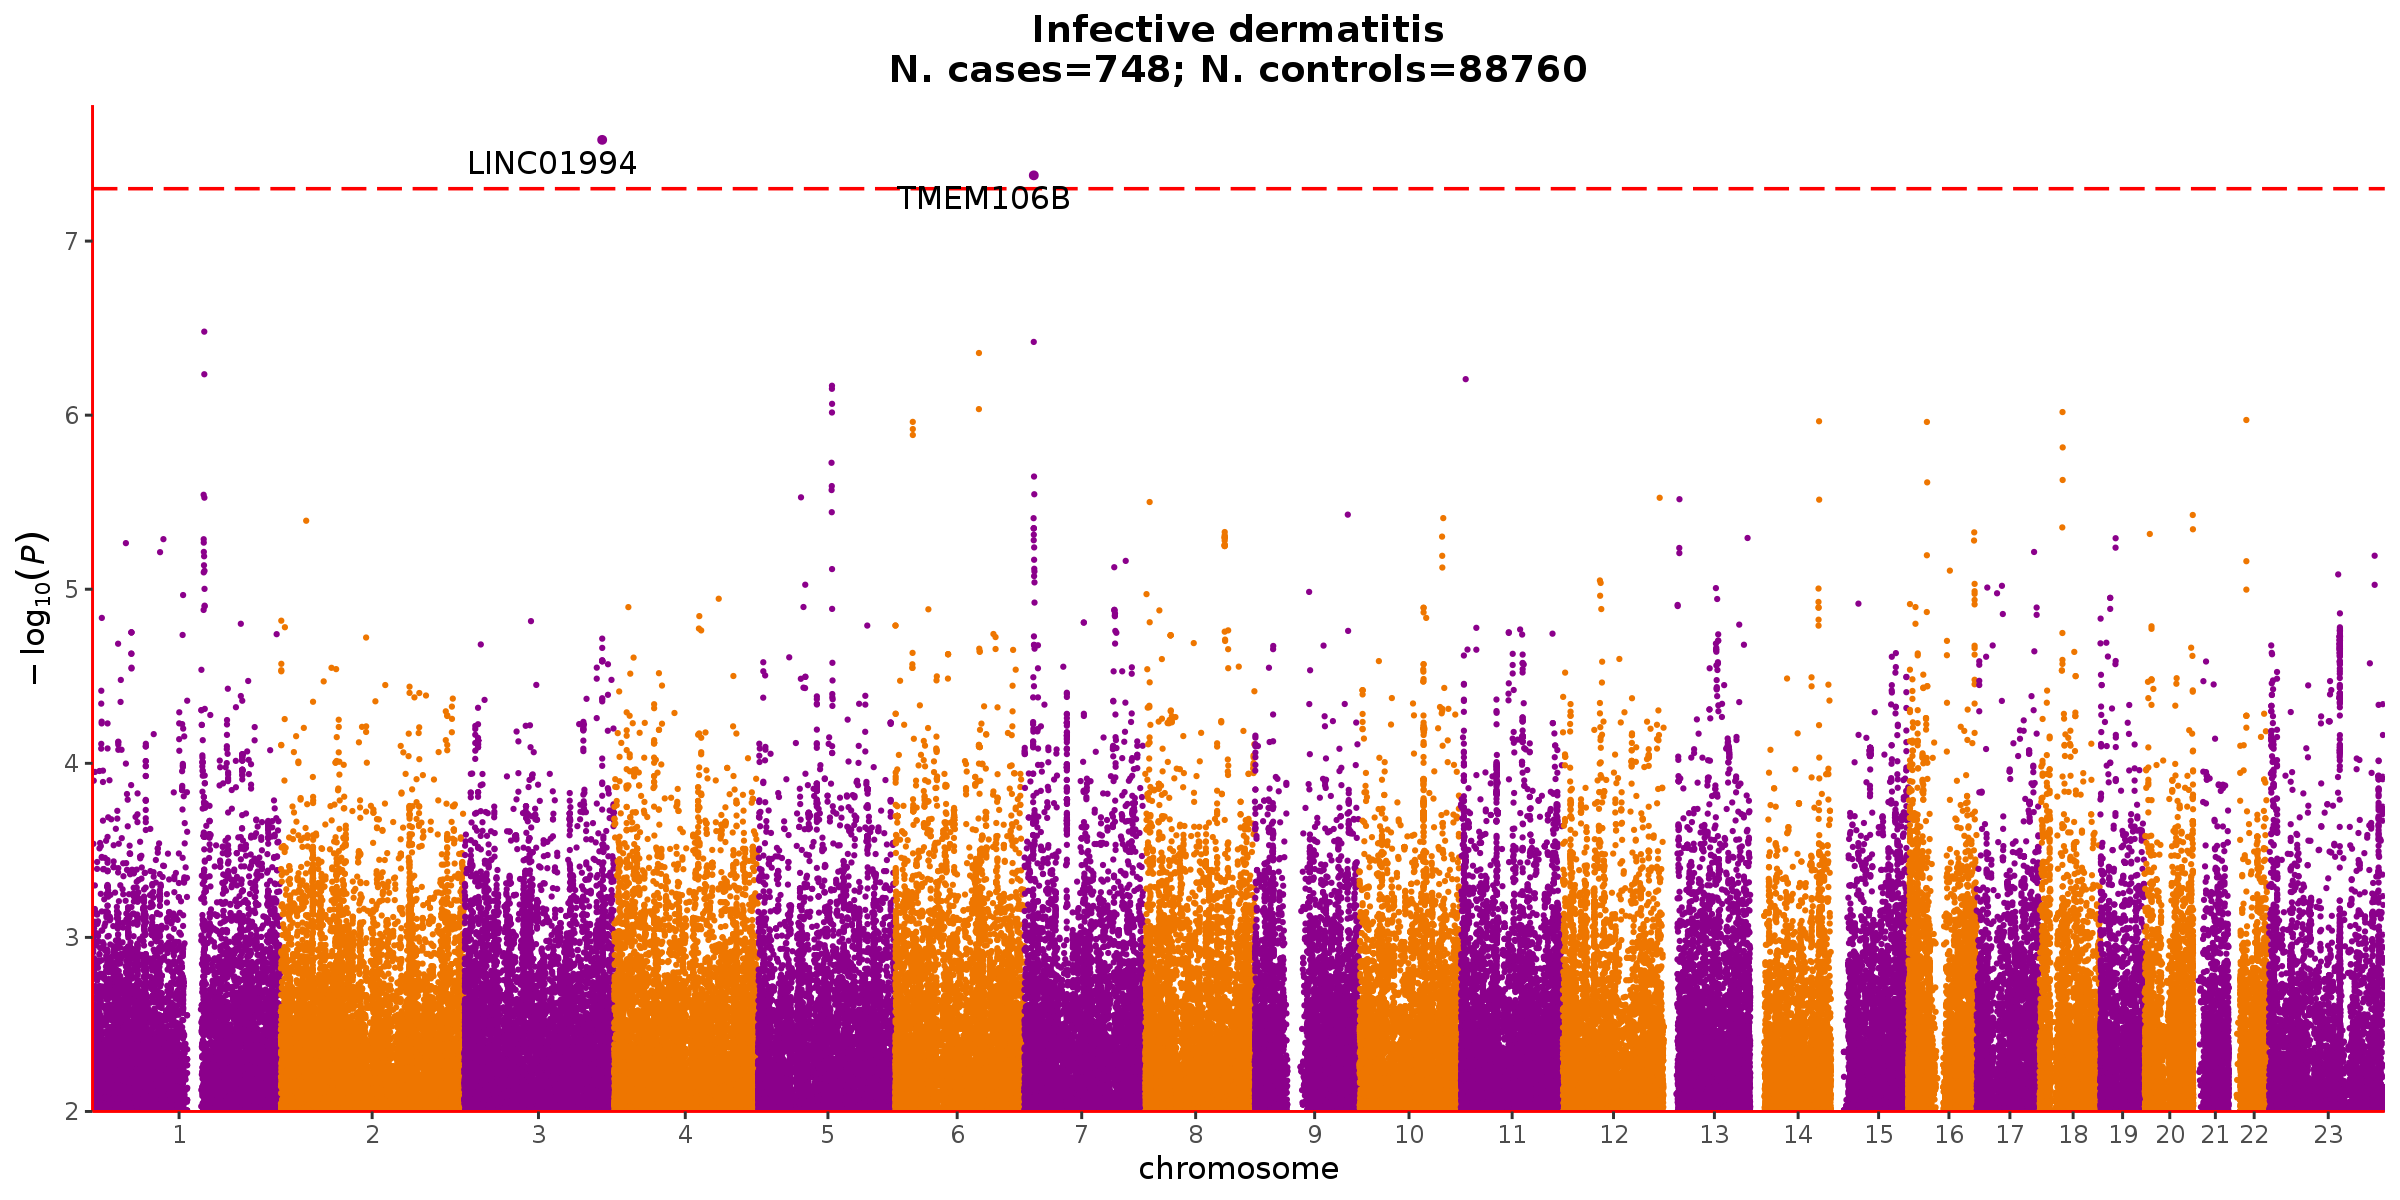 Infective dermatitis
N. cases=748; N. controls=88760
LINC01994
TMEM106B
7
6
5
4
3
2
−log₁₀(P)
1 2 3 4 5 6 7 8 9 10 11 12 13 14 15 16 17 18 19 20 21 22 23
chromosome